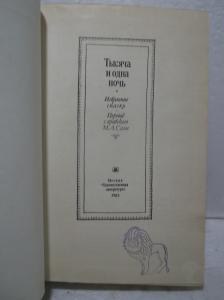 Тысяча
и одна
ночь
Избранные
сказки
Перевод
с арабского
М. А. Салье
Москва
«Художественная
литература»